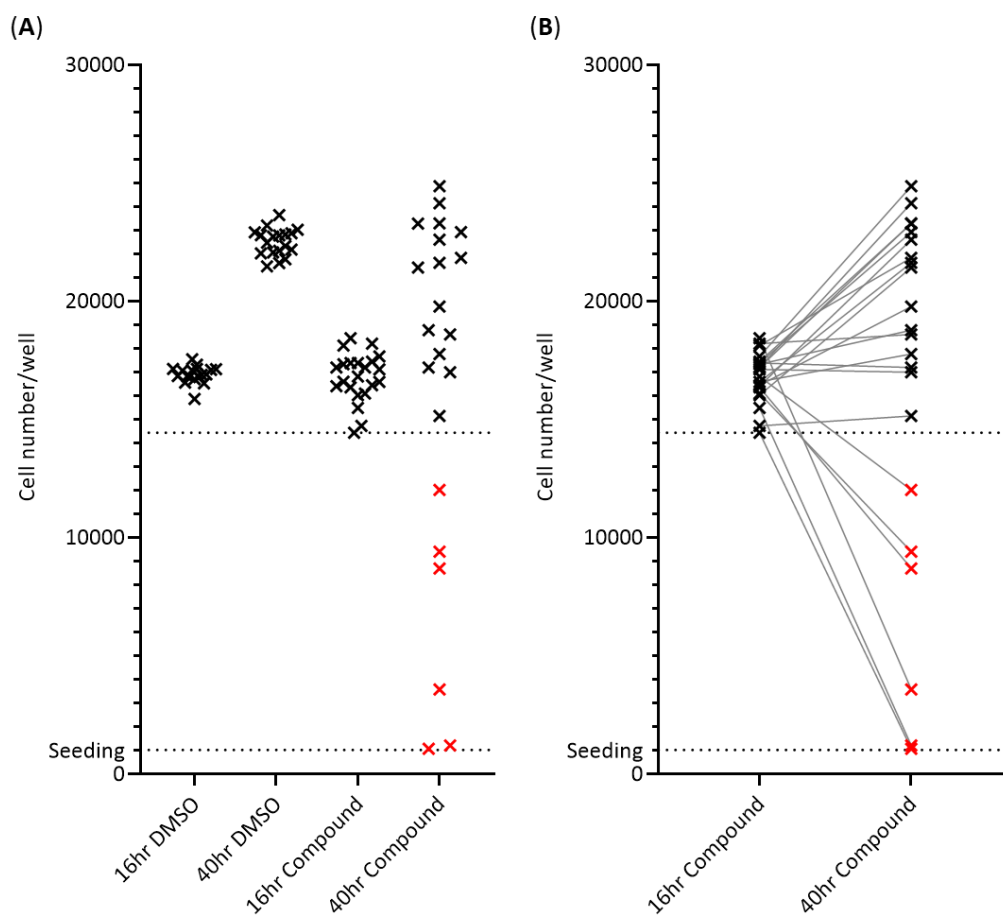 (A)
30000
20000
10000
Seeding
0
Cell number/well
16hr DMSO
40hr DMSO
16hr Compound
40hr Compound
(B)
30000
20000
10000
Seeding
0
Cell number/well
16hr Compound
40hr Compound